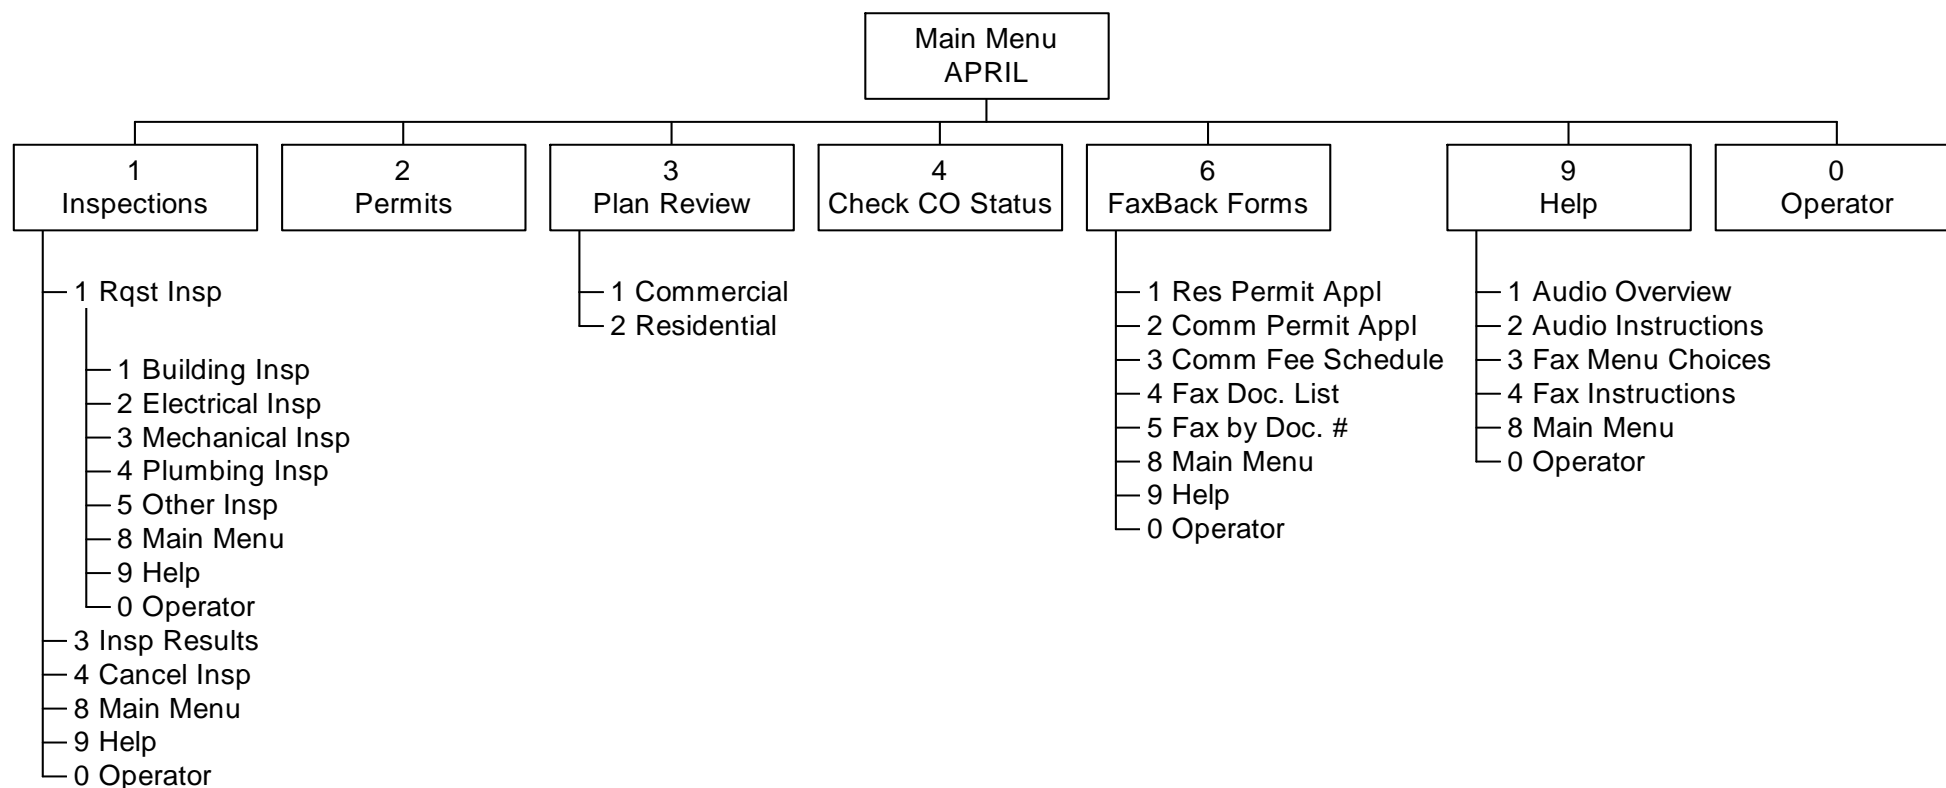 Main Menu
APRIL
1
Inspections
2
Permits
3
Plan Review
4
Check CO Status
6
FaxBack Forms
9
Help
0
Operator
1 Rqst Insp
1 Building Insp
2 Electrical Insp
3 Mechanical Insp
4 Plumbing Insp
5 Other Insp
8 Main Menu
9 Help
0 Operator
3 Insp Results
4 Cancel Insp
8 Main Menu
9 Help
0 Operator
1 Commercial
2 Residential
1 Res Permit Appl
2 Comm Permit Appl
3 Comm Fee Schedule
4 Fax Doc. List
5 Fax by Doc. #
8 Main Menu
9 Help
0 Operator
1 Audio Overview
2 Audio Instructions
3 Fax Menu Choices
4 Fax Instructions
8 Main Menu
0 Operator